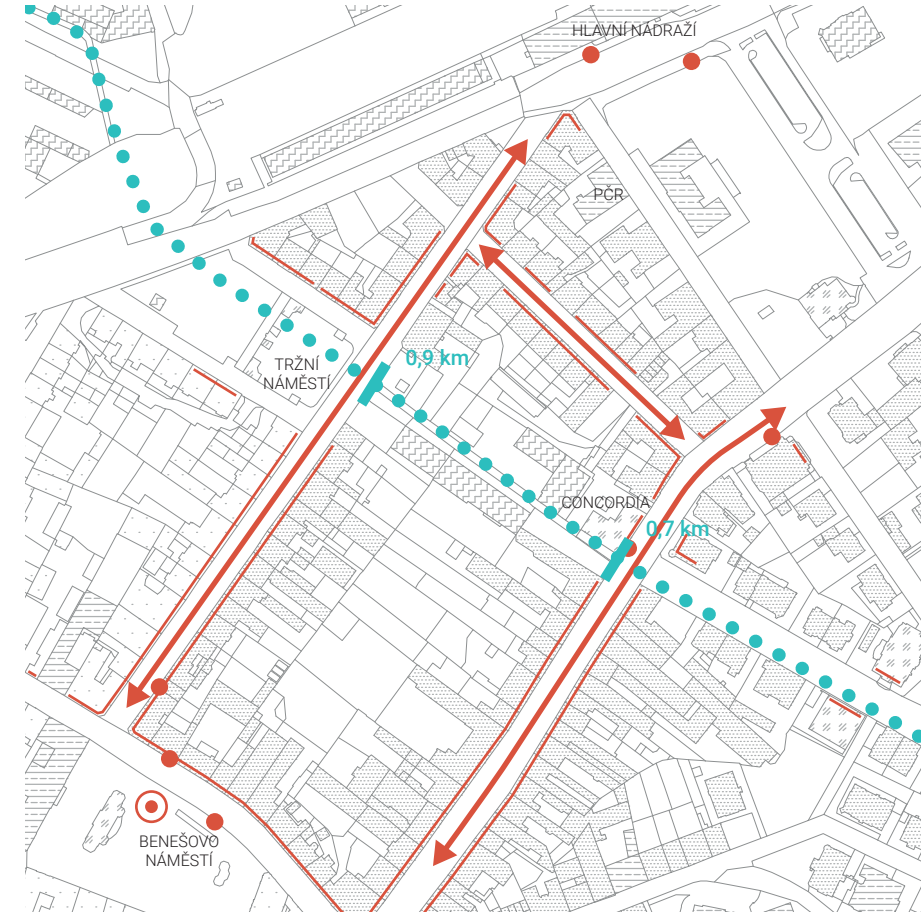 HLAVNÍ NÁDRAŽÍ
PČR
0,9 km
TRŽNÍ
NÁMĚSTÍ
CONCORDIA
0,7 km
BENEŠOVO
NÁMĚSTÍ